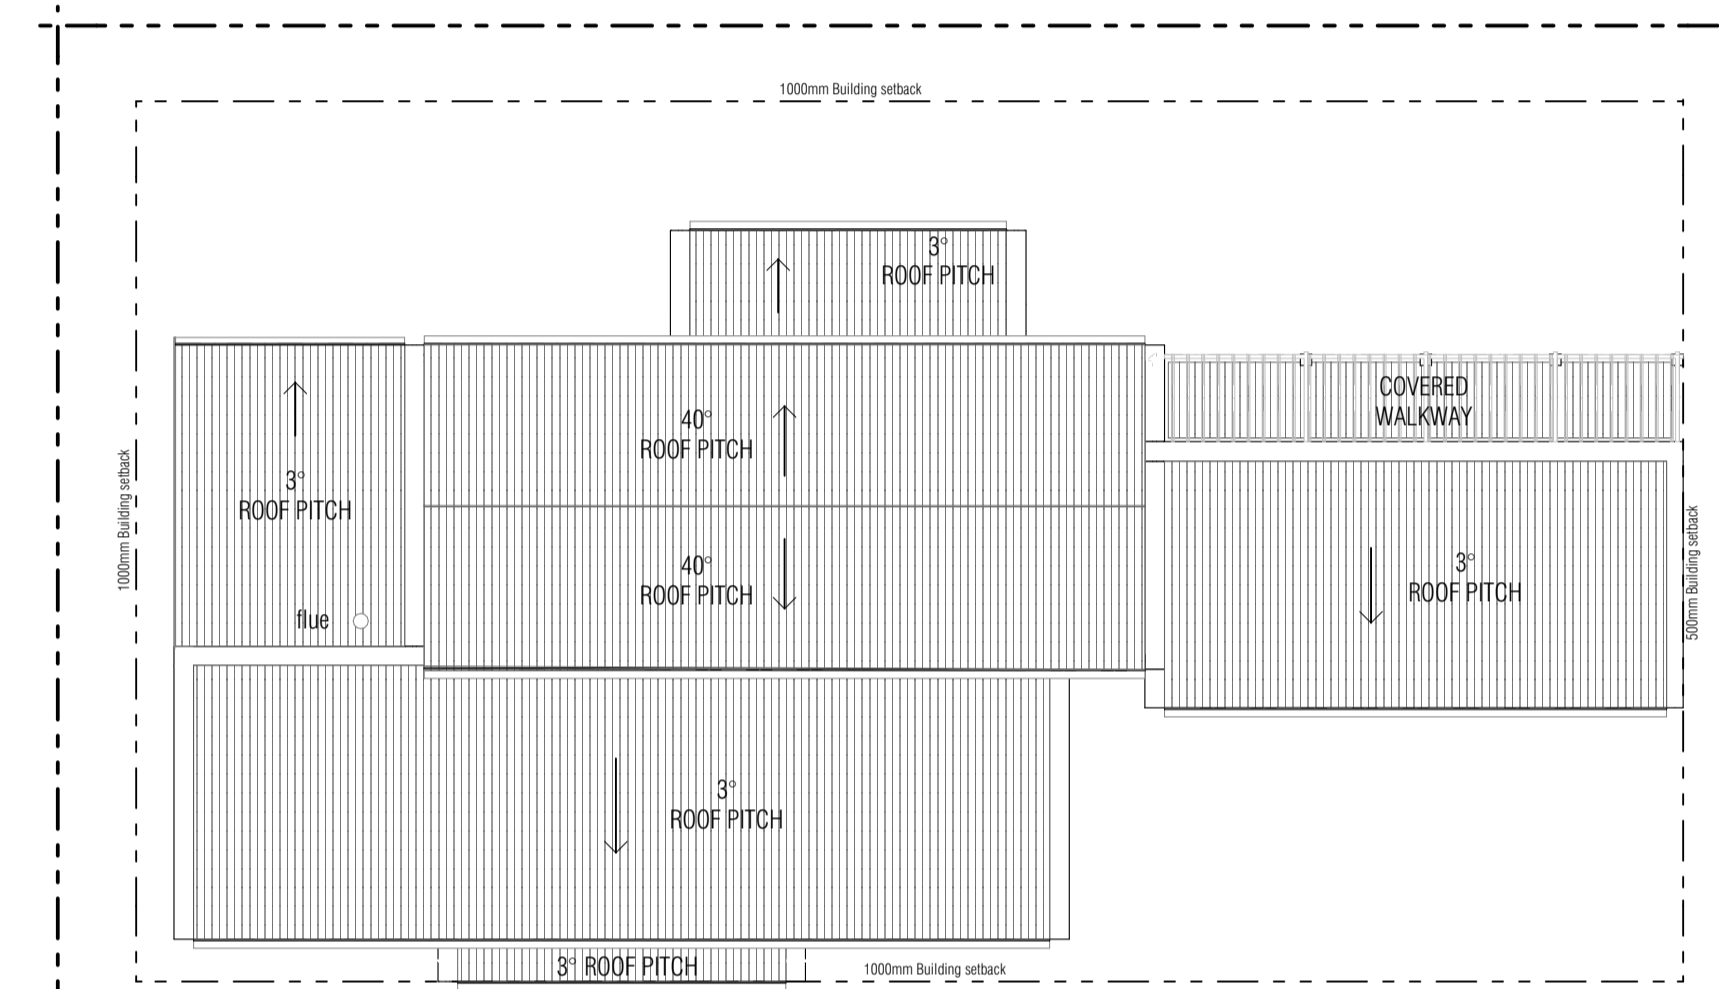 1000mm Building setback
3°
ROOF PITCH
COVERED
WALKWAY
40°
ROOF PITCH
3°
ROOF PITCH
1000mm Building setback
40°
ROOF PITCH
3°
ROOF PITCH
500mm Building setback
flue
3°
ROOF PITCH
3° ROOF PITCH
1000mm Building setback